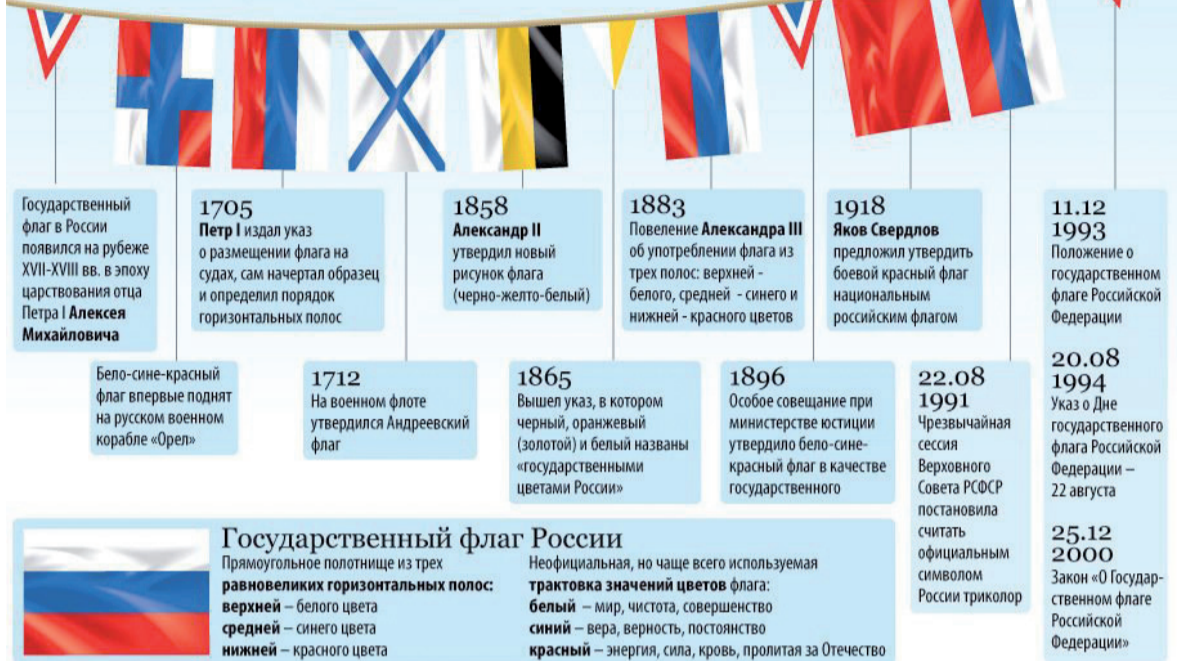 Государственный
флаг в России
появился на рубеже
XVII-XVIII вв. в эпоху
царствования отца
Петра I Алексея
Михайловича
Бело-сине-красный
флаг впервые поднят
на русском военном
корабле «Орел»
1705
Петр I издал указ
о размещении флага на
судах, сам начертал образец
и определил порядок
горизонтальных полос
1712
На военном флоте
утвердился Андреевский
флаг
1858
Александр II
утвердил новый
рисунок флага
(черно-желто-белый)
1865
Вышел указ, в котором
черный, оранжевый
(золотой) и белый названы
«государственными
цветами России»
1883
Повеление Александра III
об употреблении флага из
трех полос: верхней -
белого, средней - синего и
нижней - красного цветов
1896
Особое совещание при
министерстве юстиции
утвердило бело-сине-
красный флаг в качестве
государственного
1918
Яков Свердлов
предложил утвердить
боевой красный флаг
национальным
российским флагом
22.08
1991
Чрезвычайная
сессия
Верховного
Совета РСФСР
постановила
считать
официальным
символом
России триколор
11.12
1993
Положение о
государственном
флаге Российской
Федерации
20.08
1994
Указ о Дне
государственного
флага Российской
Федерации –
22 августа
25.12
2000
Закон «О Государ-
ственном флаге
Российской
Федерации»
Государственный флаг России
Прямоугольное полотнище из трех
равновеликих горизонтальных полос:
верхней – белого цвета
средней – синего цвета
нижней – красного цвета
Неофициальная, но чаще всего используемая
трактовка значений цветов флага:
белый – мир, чистота, совершенство
синий – вера, верность, постоянство
красный – энергия, сила, кровь, пролитая за Отечество